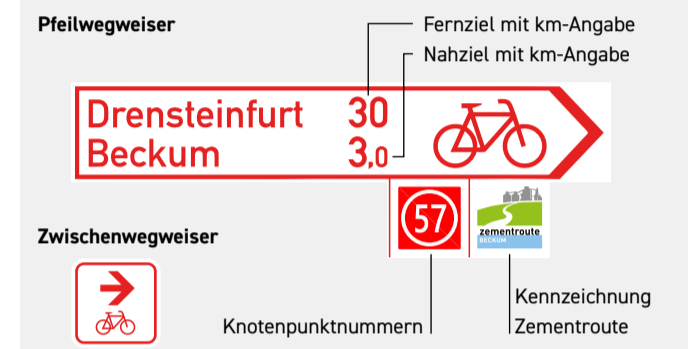 Pfeilwegweiser
Fernziel mit km-Angabe
Nahziel mit km-Angabe
Drensteinfurt 30
Beckum 3,0
57
zementroute
BECKUM
Zwischenwegweiser
Knotenpunktnummern
Kennzeichnung
Zementroute